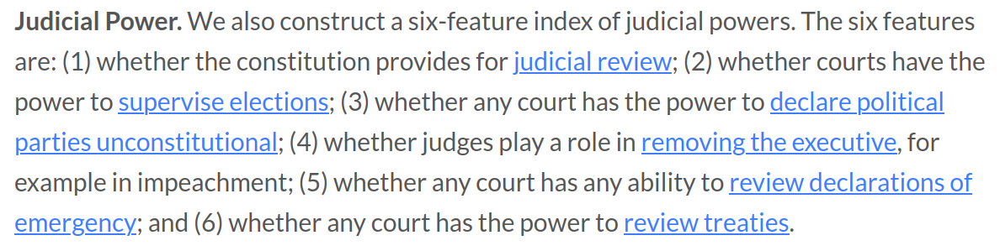 Judicial Power. We also construct a six-feature index of judicial powers. The six features
are: (1) whether the constitution provides for judicial review; (2) whether courts have the
power to supervise elections; (3) whether any court has the power to declare political
parties unconstitutional; (4) whether judges play a role in removing the executive, for
example in impeachment; (5) whether any court has any ability to review declarations of
emergency; and (6) whether any court has the power to review treaties.